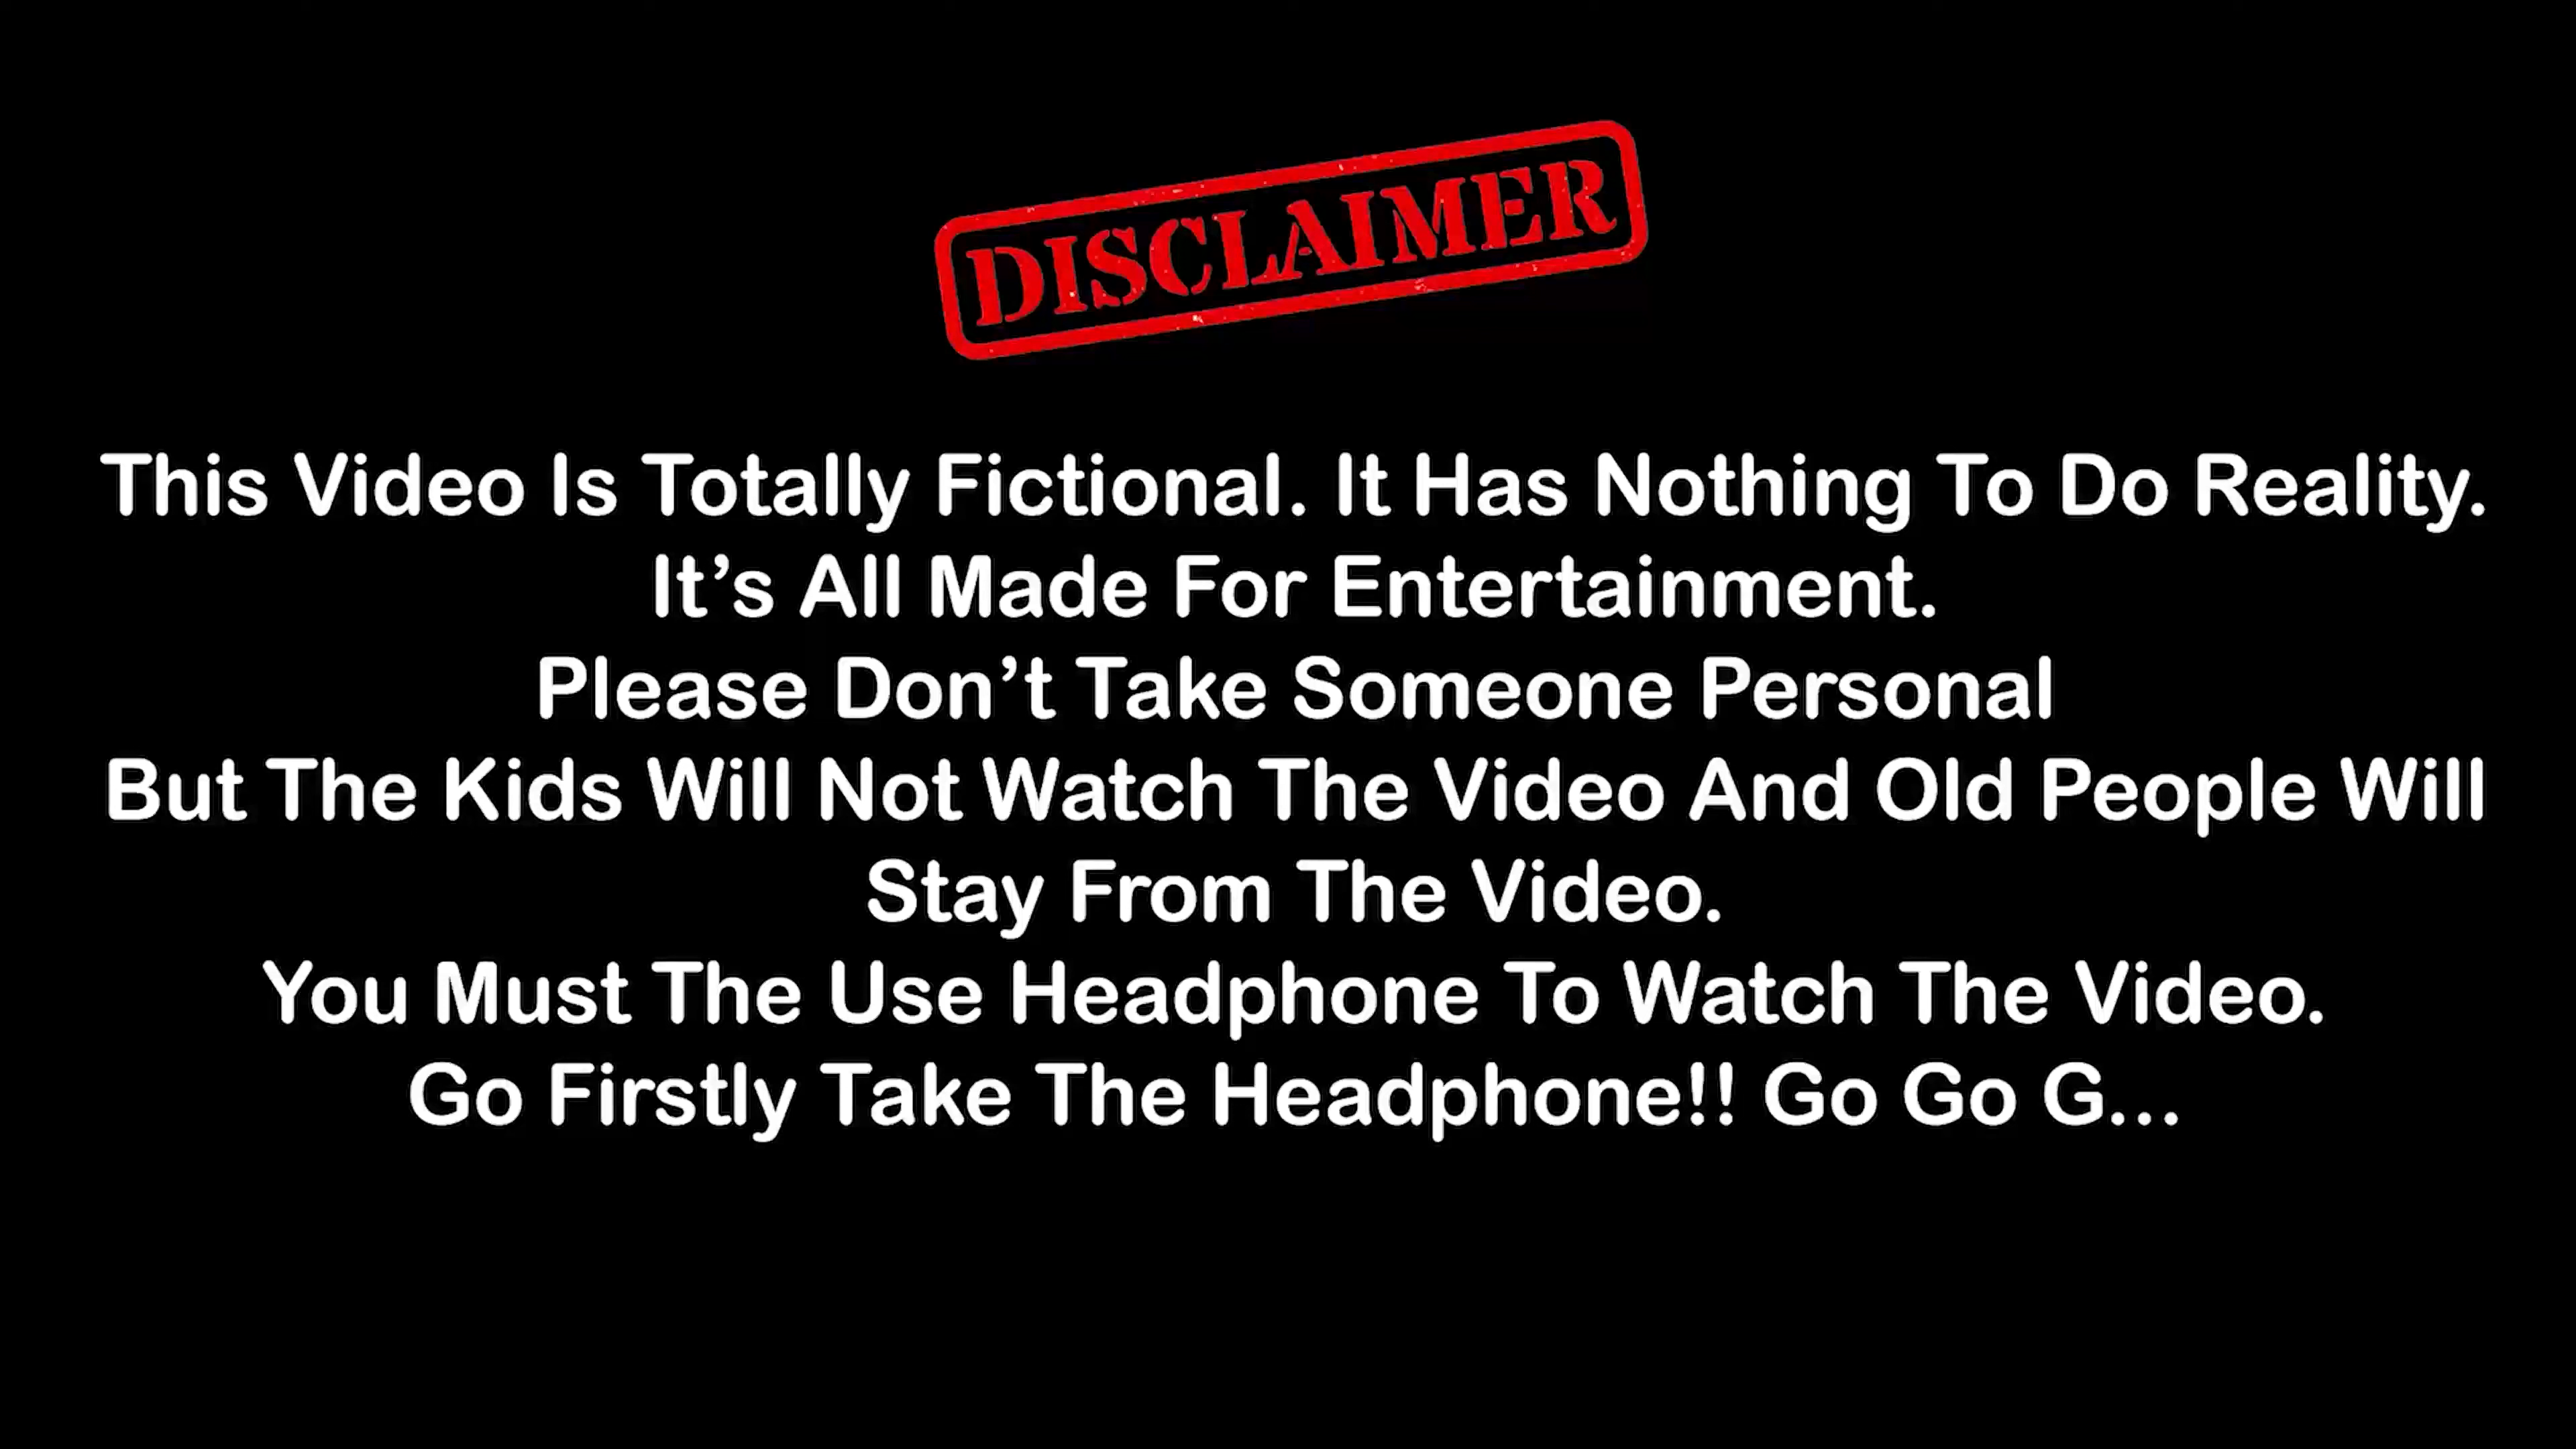 DISCLAIMER
This Video Is Totally Fictional. It Has Nothing To Do Reality.
It’s All Made For Entertainment.
Please Don’t Take Someone Personal
But The Kids Will Not Watch The Video And Old People Will
Stay From The Video.
You Must The Use Headphone To Watch The Video.
Go Firstly Take The Headphone!! Go Go G...